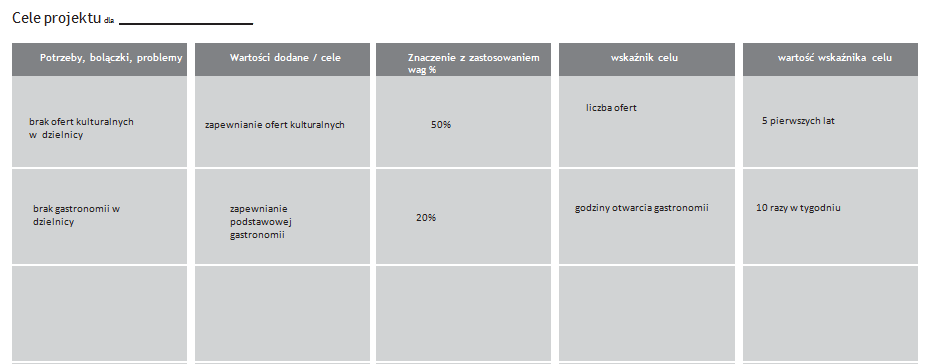 Cele projektu dla _______________
Potrzeby, bolączki, problemy
Wartości dodane / cele
Znaczenie z zastosowaniem
wag %
wskaźnik celu
wartość wskaźnika celu
brak ofert kulturalnych
w dzielnicy
zapewnianie ofert kulturalnych
50%
liczba ofert
5 pierwszych lat
brak gastronomii w
dzielnicy
zapewnianie
podstawowej
gastronomii
20%
godziny otwarcia gastronomii
10 razy w tygodniu